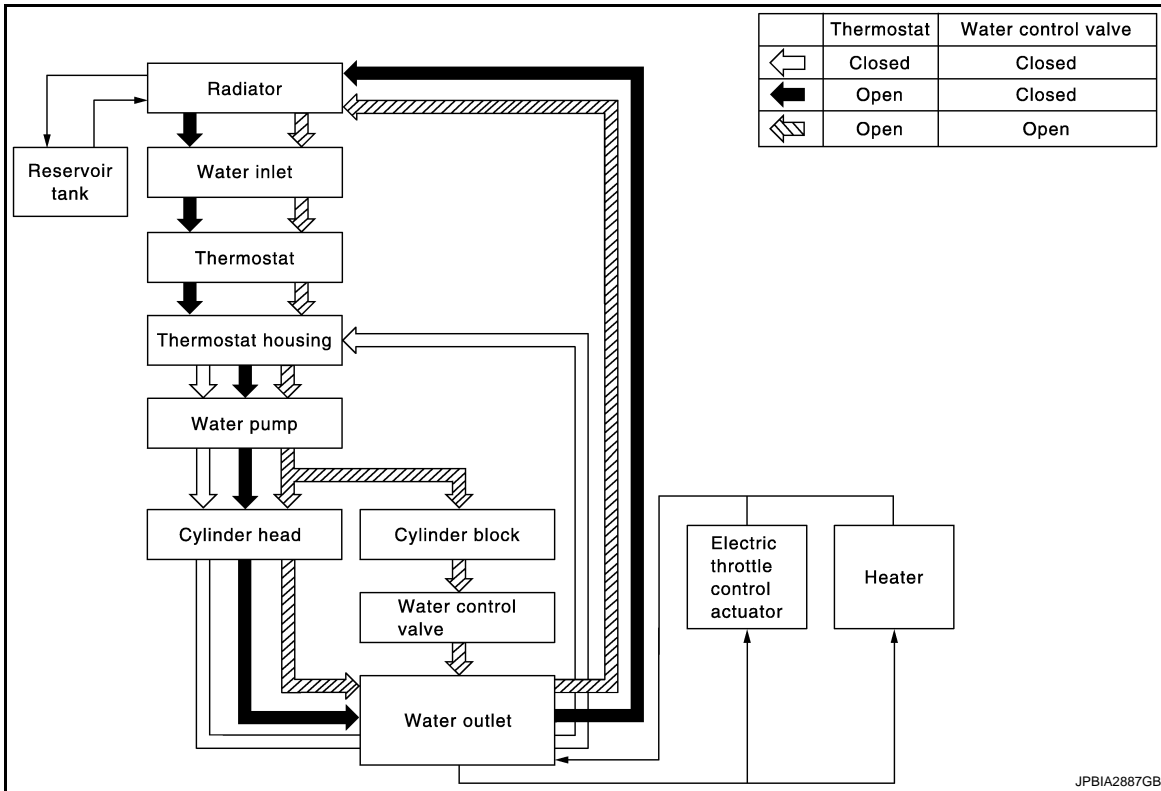 Thermostat Water control valve
Closed Closed
Open Closed
Open Open
Radiator
Reservoir
tank
Water inlet
Thermostat
Thermostat housing
Water pump
Cylinder head
Cylinder block
Water control
valve
Water outlet
Electric
throttle
control
actuator
Heater
JPBIA2887GB